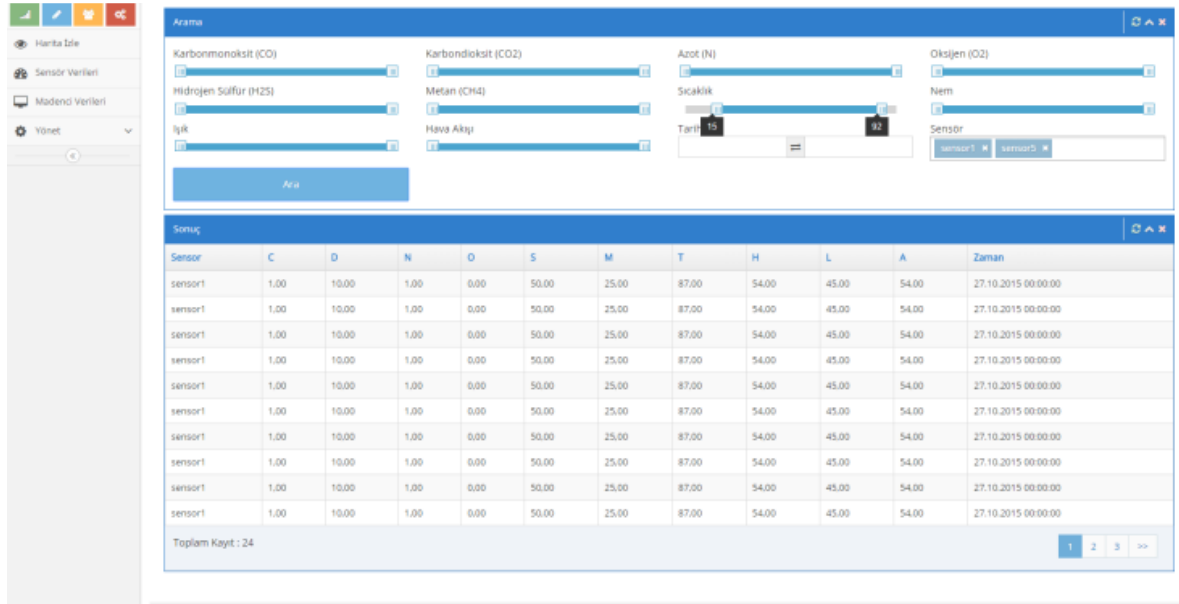 Arama
Harita İzle
Sensör Verileri
Madenci Verileri
Yönet
Karbonmonoksit (CO) Karbondioksit (CO2) Azot (N) Oksijen (O2)
Hidrojen Sülfür (H2S) Metan (CH4) Sıcaklık Nem
15 92
Işık Hava Akışı Tarih Sensör
sensor1 sensor5
Ara
Sonuç
Sensor C D N O S M T H L A Zaman
sensor1 1,00 10,00 1,00 0,00 50,00 25,00 87,00 54,00 45,00 54,00 27.10.2015 00:00:00
sensor1 1,00 10,00 1,00 0,00 50,00 25,00 87,00 54,00 45,00 54,00 27.10.2015 00:00:00
sensor1 1,00 10,00 1,00 0,00 50,00 25,00 87,00 54,00 45,00 54,00 27.10.2015 00:00:00
sensor1 1,00 10,00 1,00 0,00 50,00 25,00 87,00 54,00 45,00 54,00 27.10.2015 00:00:00
sensor1 1,00 10,00 1,00 0,00 50,00 25,00 87,00 54,00 45,00 54,00 27.10.2015 00:00:00
sensor1 1,00 10,00 1,00 0,00 50,00 25,00 87,00 54,00 45,00 54,00 27.10.2015 00:00:00
sensor1 1,00 10,00 1,00 0,00 50,00 25,00 87,00 54,00 45,00 54,00 27.10.2015 00:00:00
sensor1 1,00 10,00 1,00 0,00 50,00 25,00 87,00 54,00 45,00 54,00 27.10.2015 00:00:00
sensor1 1,00 10,00 1,00 0,00 50,00 25,00 87,00 54,00 45,00 54,00 27.10.2015 00:00:00
sensor1 1,00 10,00 1,00 0,00 50,00 25,00 87,00 54,00 45,00 54,00 27.10.2015 00:00:00
Toplam Kayıt : 24 1 2 3 >>